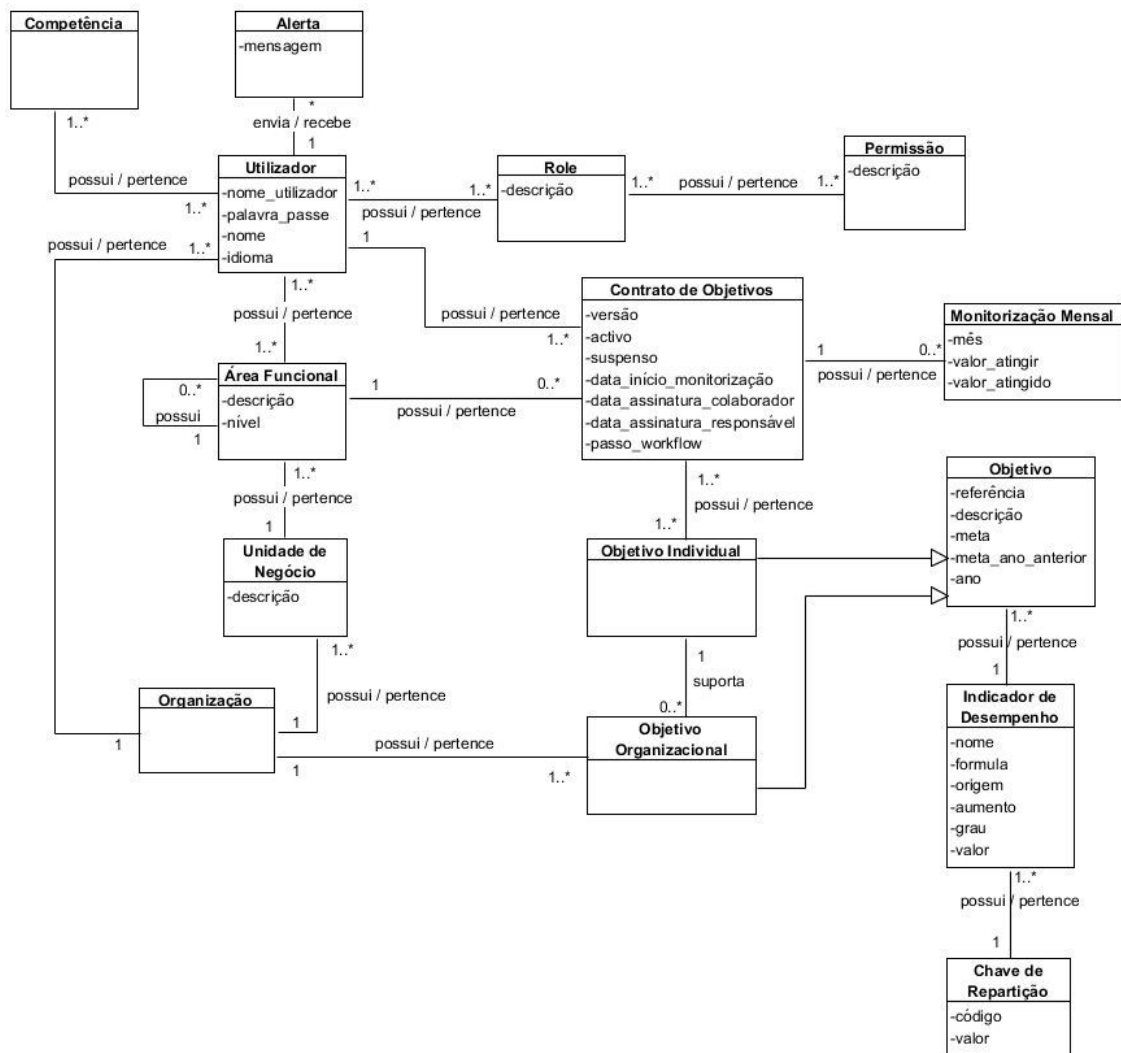 Competência
Alerta
-mensagem
1..*
*
envia / recebe
1
possui / pertence
1..*
Utilizador
-nome_utilizador
-palavra_passe
-nome
-idioma
1..*
possui / pertence
1..*
Role
-descrição
1..*
possui / pertence
1..*
Permissão
-descrição
possui / pertence
1..*
1
possui / pertence
1..*
1..*
possui / pertence
1..*
Contrato de Objetivos
-versão
-activo
-suspenso
-data_início_monitorização
-data_assinatura_colaborador
-data_assinatura_responsável
-passo_workflow
1
0..*
possui / pertence
Monitorização Mensal
-mês
-valor_atingir
-valor_atingido
Área Funcional
-descrição
-nível
0..*
possui
1
1
0..*
possui / pertence
1..*
possui / pertence
1
1..*
possui / pertence
1..*
Objetivo
-referência
-descrição
-meta
-meta_ano_anterior
-ano
Unidade de
Negócio
-descrição
Objetivo Individual
1..*
possui / pertence
1
1
suporta
0..*
1..*
possui / pertence
1
Organização
1
1
possui / pertence
1..*
Objetivo
Organizacional
Indicador de
Desempenho
-nome
-formula
-origem
-aumento
-grau
-valor
1..*
possui / pertence
1
Chave de
Repartição
-código
-valor